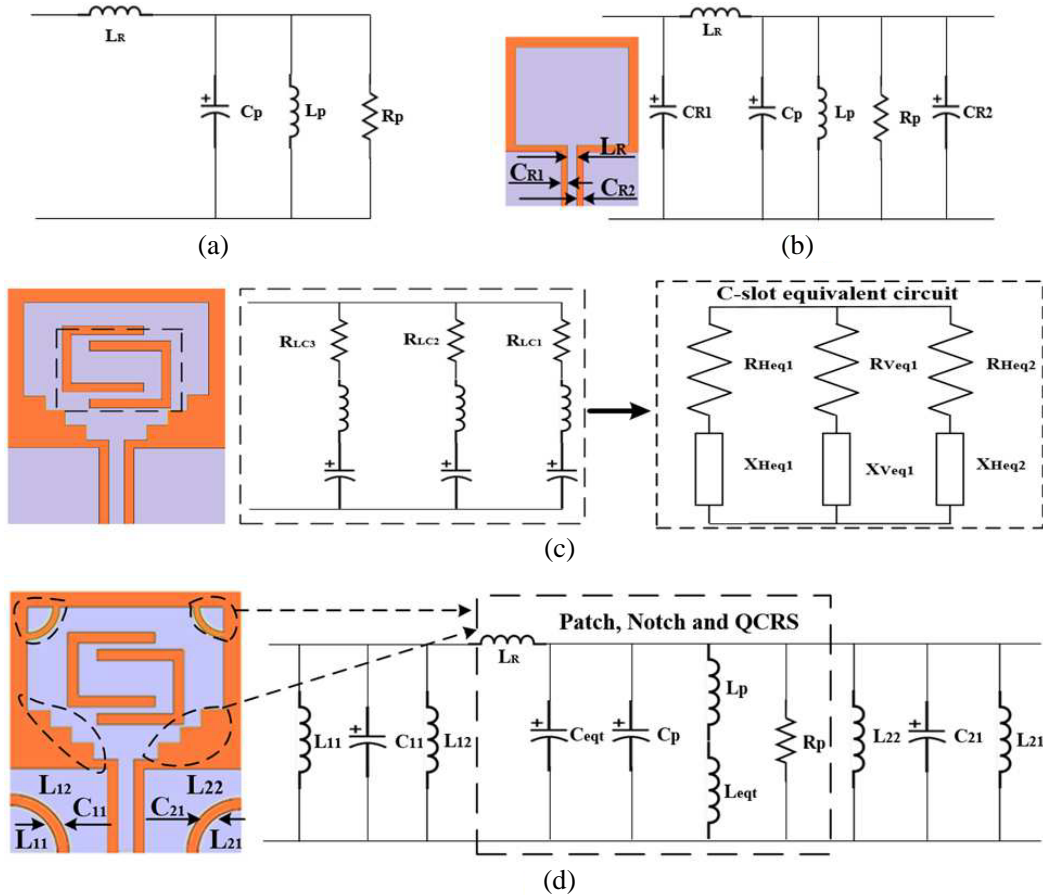 LR
Cp
Lp
Rp
(a)
LR
CR1
CR2
LR
CR1
Cp
Lp
Rp
CR2
(b)
RLC3
RLC2
RLC1
C-slot equivalent circuit
RHeq1
RVeq1
RHeq2
XHeq1
XVeq1
XHeq2
(c)
L12
C11
L11
C21
L22
L21
Patch, Notch and QCRS
LR
L11
C11
L12
Ceqt
Cp
Lp
Leqt
Rp
L22
C21
L21
(d)